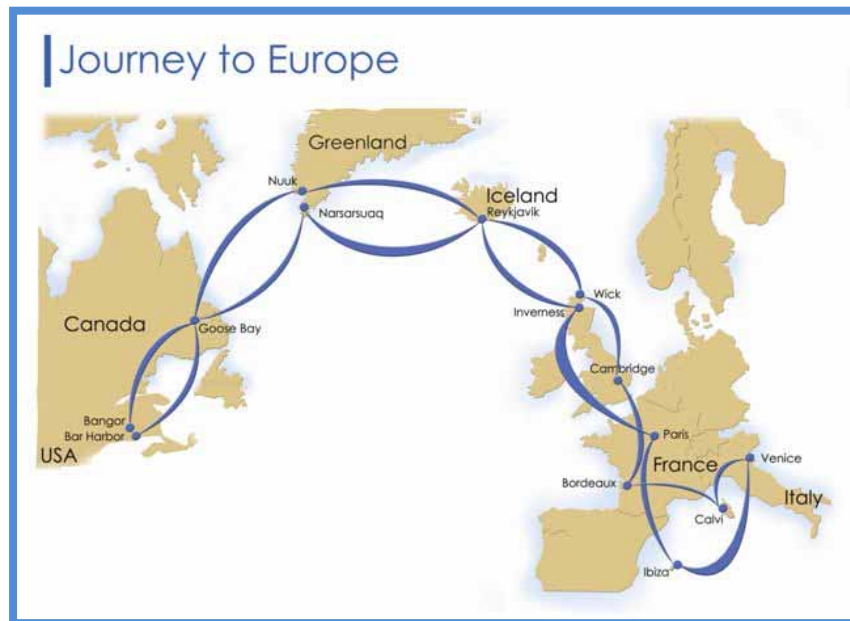 Journey to Europe
Greenland
Nuuk
Narsarsuaq
Iceland
Reykjavik
Canada
Goose Bay
Wick
Inverness
Cambridge
Bangor
Bar Harbor
USA
Paris
France
Venice
Bordeaux
Italy
Calvi
Ibiza